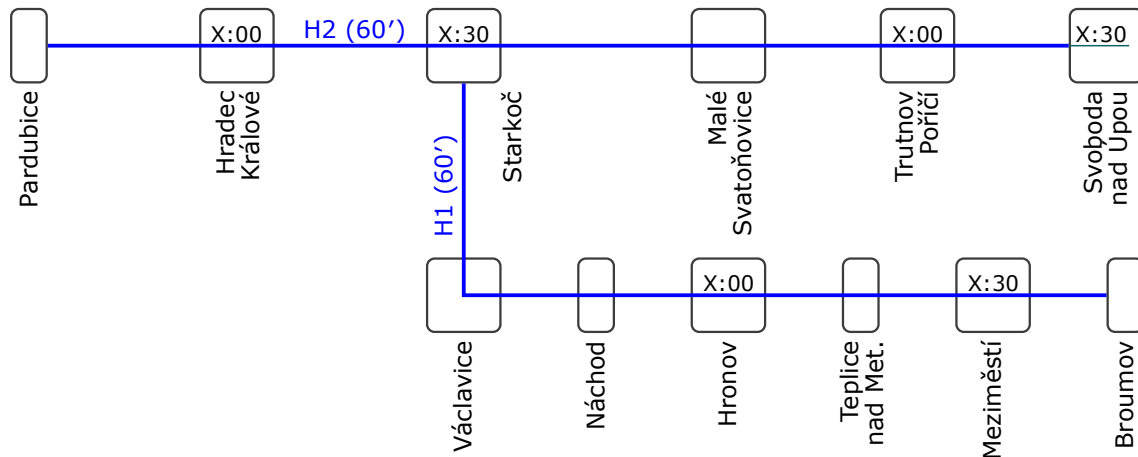 X:00
H2 (60′)
X:30
X:00
X:30
Pardubice
Hradec
Králové
Starkoč
Malé
Svatoňovice
Trutnov
Poříčí
Svoboda
nad Úpou
H1 (60′)
X:00
X:30
Václavice
Náchod
Hronov
Teplice
nad Met.
Meziměstí
Broumov